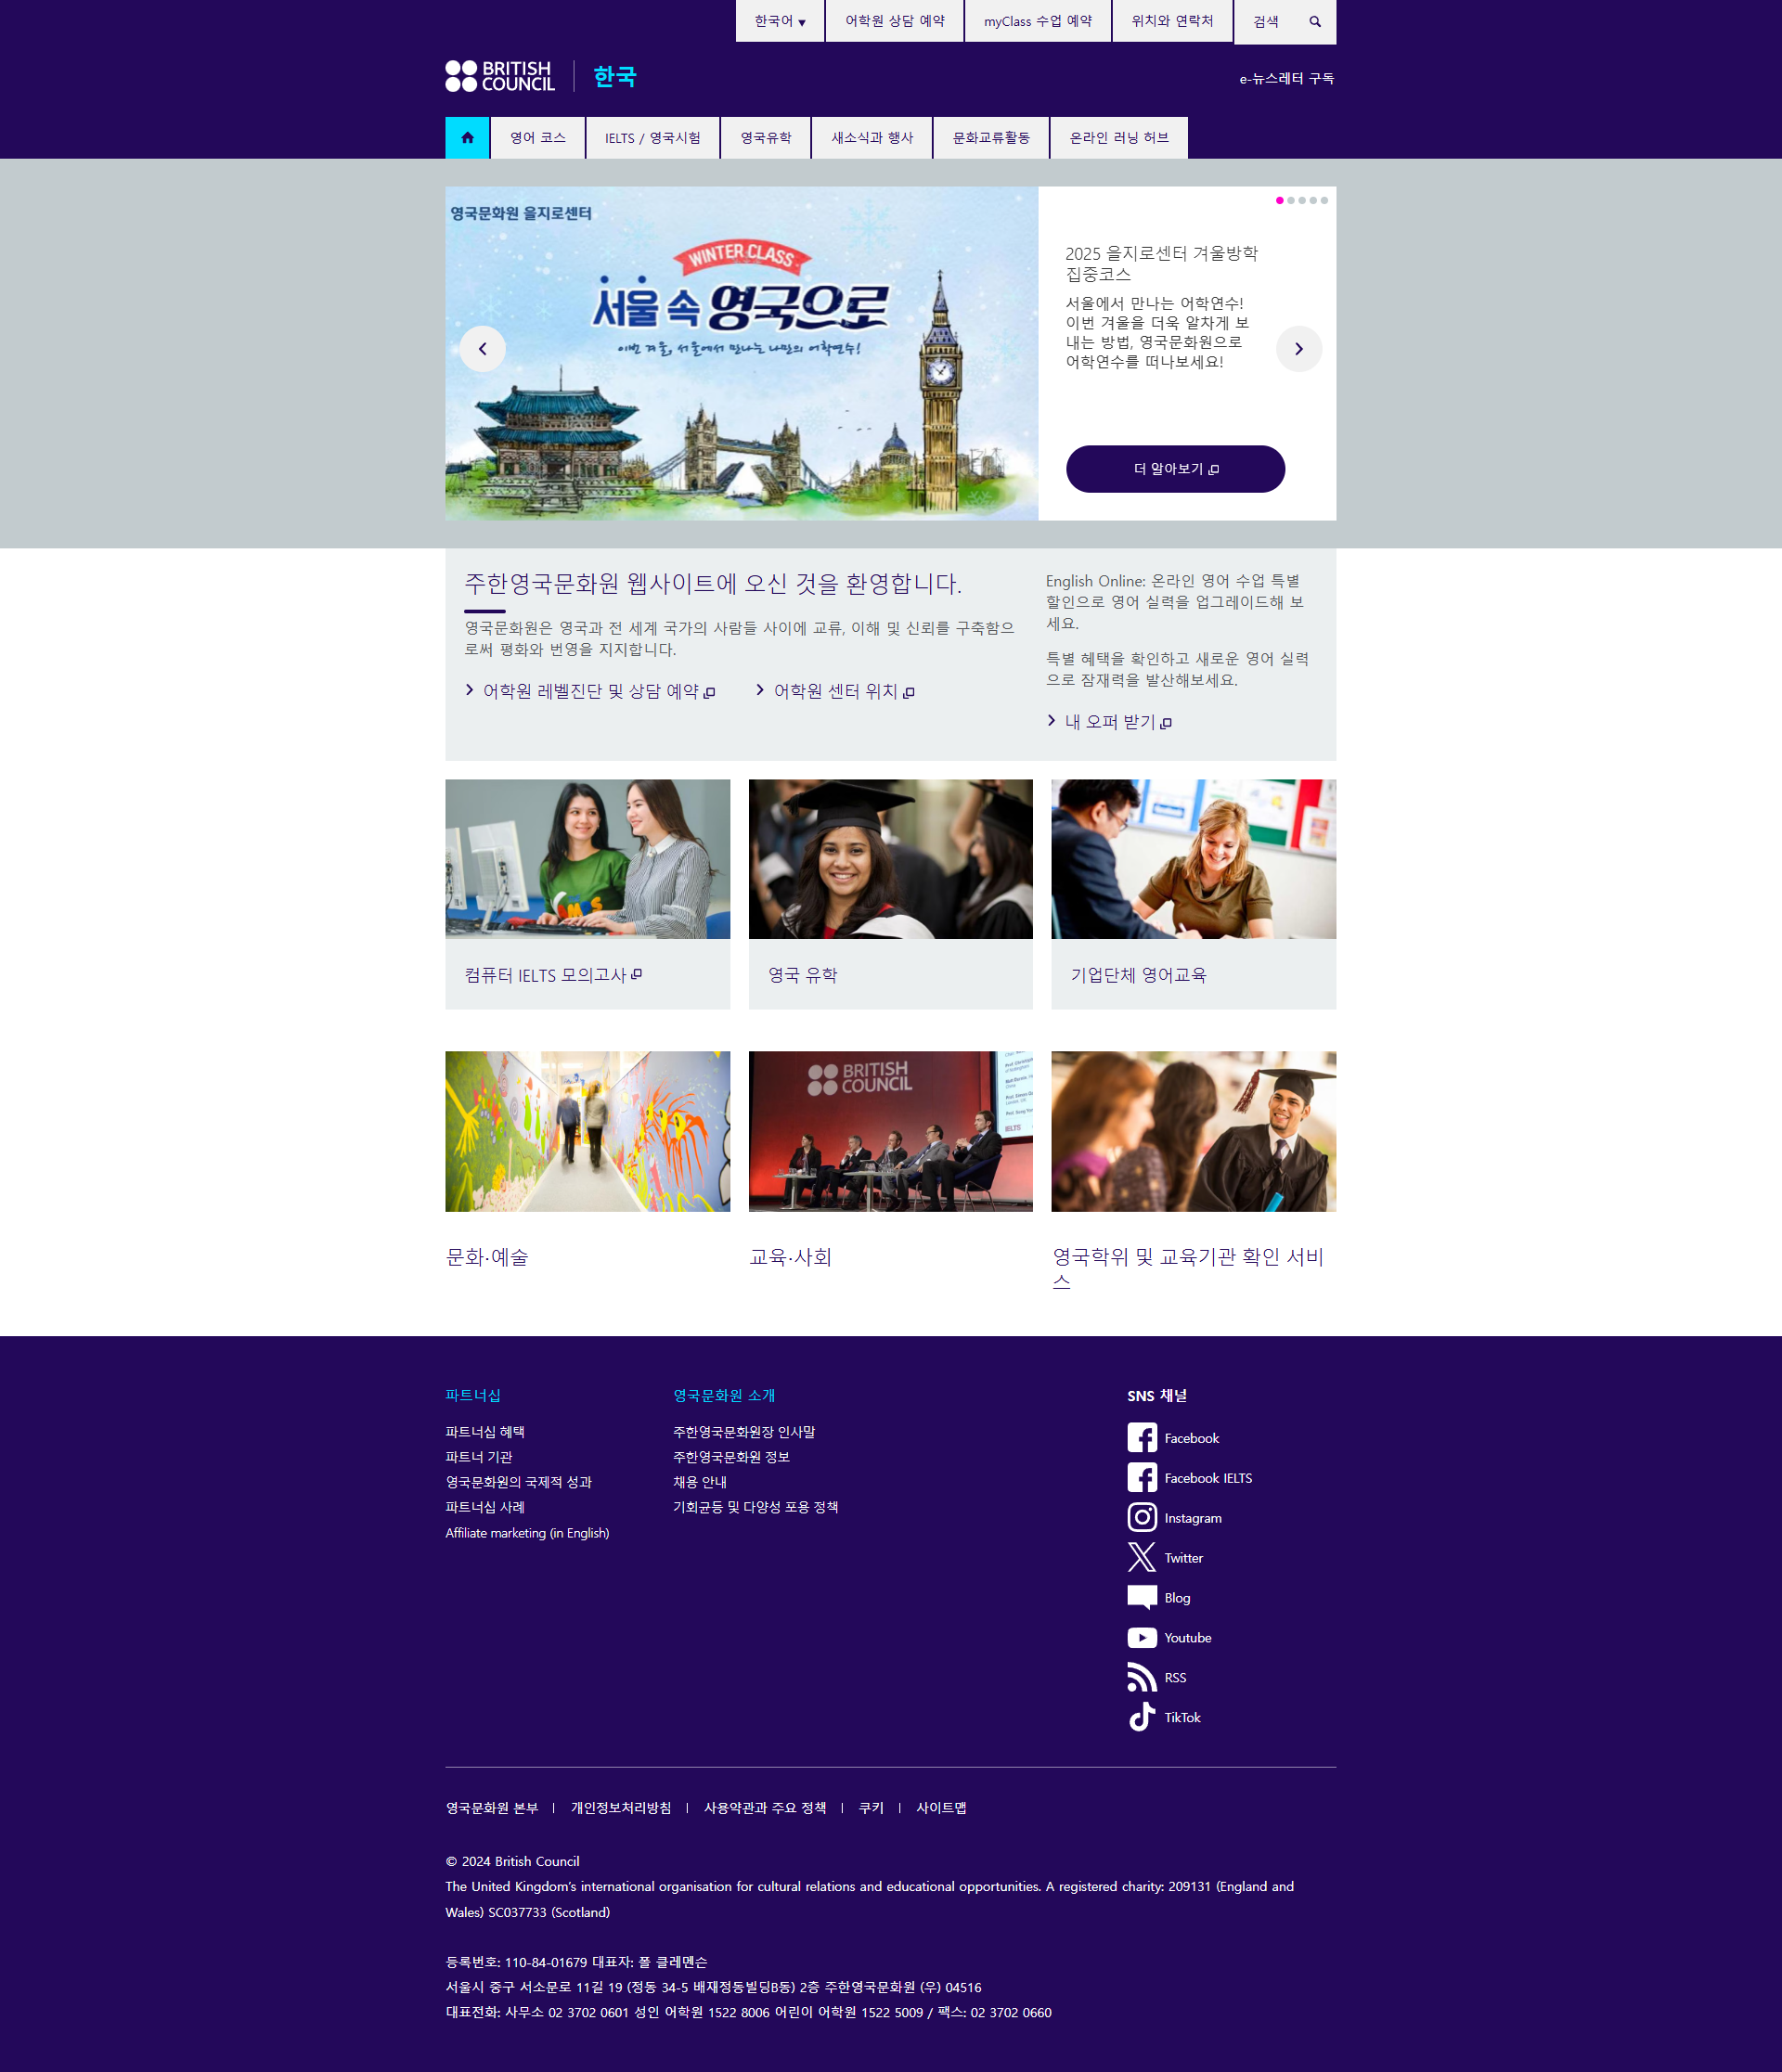 한국어
어학원 상담 예약
myClass 수업 예약
위치와 연락처
검색
BRITISH
COUNCIL
한국
e-뉴스레터 구독
영어 코스
IELTS / 영국시험
영국유학
새소식과 행사
문화교류활동
온라인 러닝 허브
영국문화원 을지로센터
WINTER CLASS
서울 속 영국으로
이번 겨울, 서울에서 만나는 나만의 어학연수!
2025 을지로센터 겨울방학
집중코스
서울에서 만나는 어학연수!
이번 겨울을 더욱 알차게 보
내는 방법, 영국문화원으로
어학연수를 떠나보세요!
더 알아보기
주한영국문화원 웹사이트에 오신 것을 환영합니다.
영국문화원은 영국과 전 세계 국가의 사람들 사이에 교류, 이해 및 신뢰를 구축함으
로써 평화와 번영을 지지합니다.
어학원 레벨진단 및 상담 예약
어학원 센터 위치
English Online: 온라인 영어 수업 특별
할인으로 영어 실력을 업그레이드해 보
세요.
특별 혜택을 확인하고 새로운 영어 실력
으로 잠재력을 발산해보세요.
내 오퍼 받기
컴퓨터 IELTS 모의고사
영국 유학
기업단체 영어교육
BRITISH
COUNCIL
IELTS
문화·예술
교육·사회
영국학위 및 교육기관 확인 서비
스
파트너십
파트너십 혜택
파트너 기관
영국문화원의 국제적 성과
파트너십 사례
Affiliate marketing (in English)
영국문화원 소개
주한영국문화원장 인사말
주한영국문화원 정보
채용 안내
기회균등 및 다양성 포용 정책
SNS 채널
Facebook
Facebook IELTS
Instagram
Twitter
Blog
Youtube
RSS
TikTok
영국문화원 본부
개인정보처리방침
사용약관과 주요 정책
쿠키
사이트맵
© 2024 British Council
The United Kingdom's international organisation for cultural relations and educational opportunities. A registered charity: 209131 (England and
Wales) SC037733 (Scotland)
등록번호: 110-84-01679 대표자: 폴 클레멘슨
서울시 중구 서소문로 11길 19 (정동 34-5 배재정동빌딩B동) 2층 주한영국문화원 (우) 04516
대표전화: 사무소 02 3702 0601 성인 어학원 1522 8006 어린이 어학원 1522 5009 / 팩스: 02 3702 0660